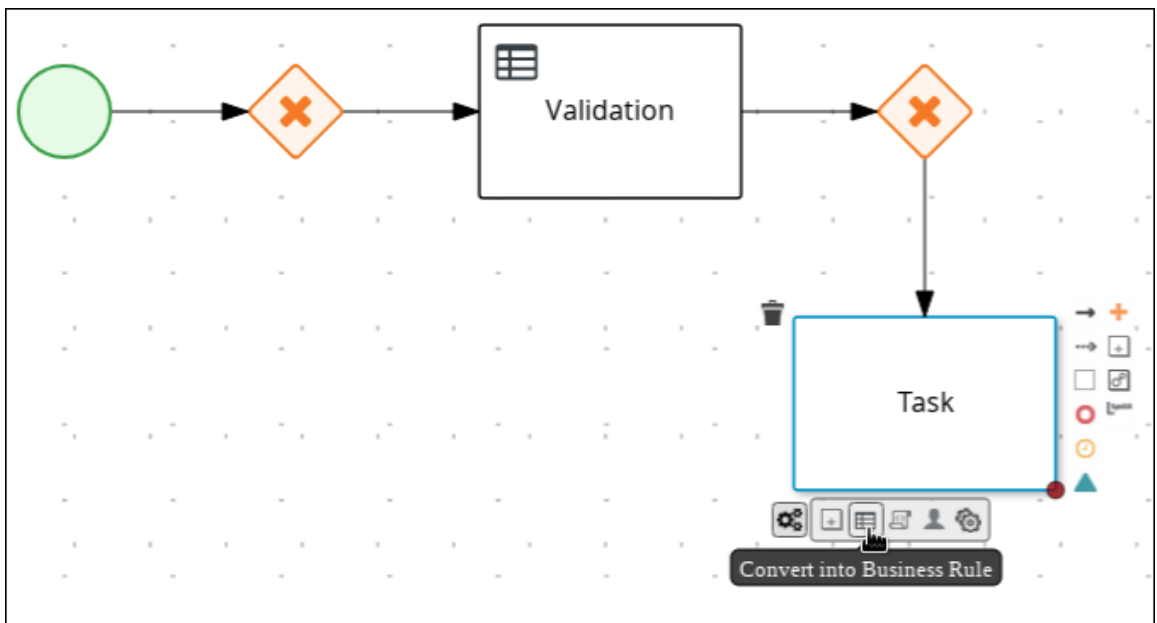 Validation
Task
Convert into Business Rule